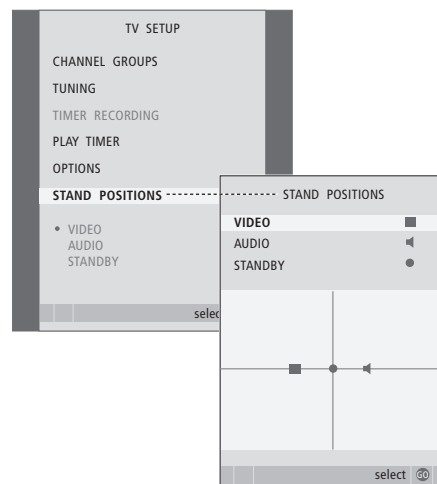 TV SETUP
CHANNEL GROUPS
TUNING
TIMER RECORDING
PLAY TIMER
OPTIONS
STAND POSITIONS
• VIDEO
AUDIO
STANDBY
selec
STAND POSITIONS
VIDEO
AUDIO
STANDBY
select GO